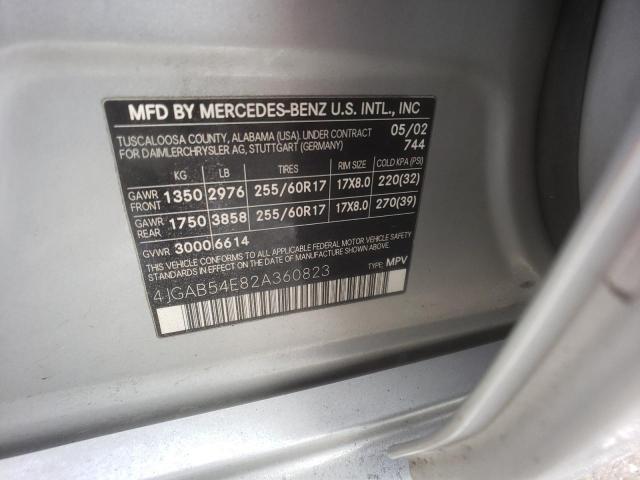 MFD BY MERCEDES-BENZ U.S. INTL., INC
TUSCALOOSA COUNTY, ALABAMA (USA). UNDER CONTRACT 05/02
FOR DAIMLERCHRYSLER AG, STUTTGART (GERMANY) 744
KG LB TIRES RIM SIZE COLD KPA (PSI)
GAWR FRONT 1350 2976 255/60R17 17X8.0 220(32)
GAWR REAR 1750 3858 255/60R17 17X8.0 270(39)
GVWR 3000 6614
THIS VEHICLE CONFORMS TO ALL APPLICABLE FEDERAL MOTOR VEHICLE SAFETY
STANDARDS IN EFFECT ON THE DATE OF MANUFACTURE SHOWN ABOVE.
4JGAB54E82A360823 TYPE: MPV